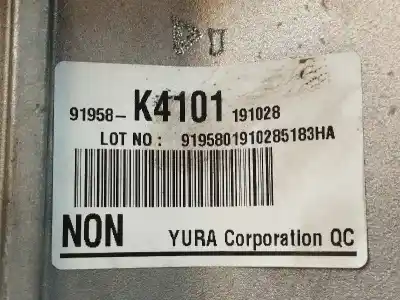 91958-K4101 191028
LOT NO : 9195801910285183HA
NON YURA Corporation QC